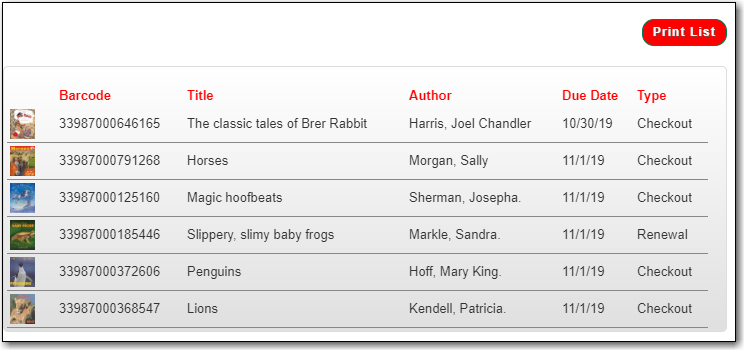 Print List
Barcode Title Author Due Date Type
33987000646165 The classic tales of Brer Rabbit Harris, Joel Chandler 10/30/19 Checkout
33987000791268 Horses Morgan, Sally 11/1/19 Checkout
33987000125160 Magic hoofbeats Sherman, Josepha. 11/1/19 Checkout
33987000185446 Slippery, slimy baby frogs Markle, Sandra. 11/1/19 Renewal
33987000372606 Penguins Hoff, Mary King. 11/1/19 Checkout
33987000368547 Lions Kendell, Patricia. 11/1/19 Checkout